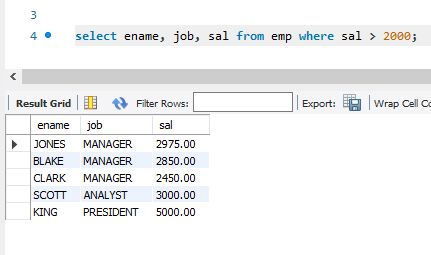 3
4 select ename, job, sal from emp where sal > 2000;
Result Grid Filter Rows: Export: Wrap Cell Co
ename job sal
JONES MANAGER 2975.00
BLAKE MANAGER 2850.00
CLARK MANAGER 2450.00
SCOTT ANALYST 3000.00
KING PRESIDENT 5000.00